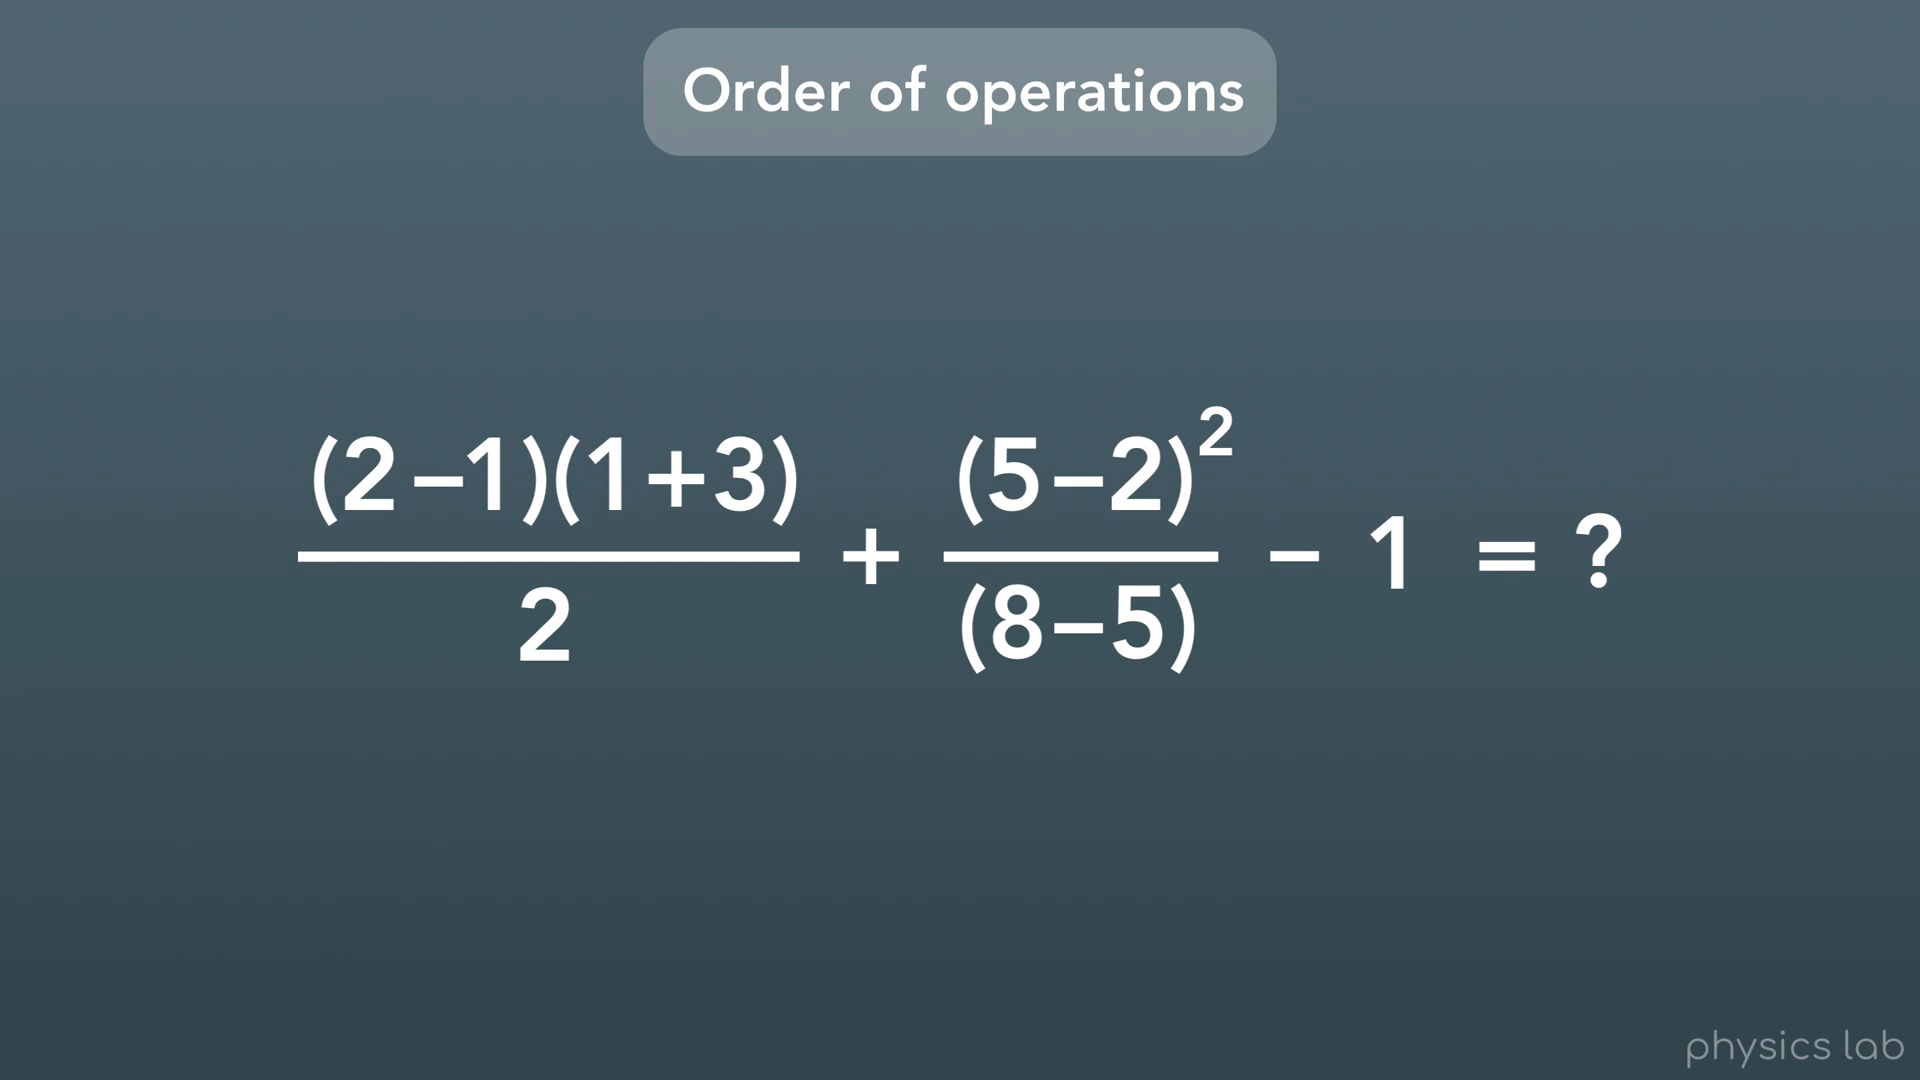 Order of operations
(2–1)(1+3)/2 + (5–2)²/(8–5) – 1 = ?
physics lab